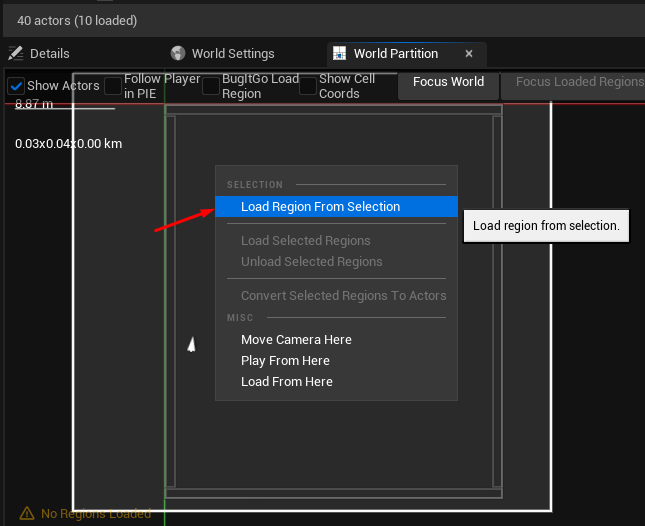 40 actors (10 loaded)
Details
World Settings
World Partition
Show Actors
Follow Player
in PIE
BugItGo Load
Region
Show Cell
Coords
Focus World
Focus Loaded Regions
8.87 m
0.03x0.04x0.00 km
SELECTION
Load Region From Selection
Load region from selection.
Load Selected Regions
Unload Selected Regions
Convert Selected Regions To Actors
MISC
Move Camera Here
Play From Here
Load From Here
No Regions Loaded